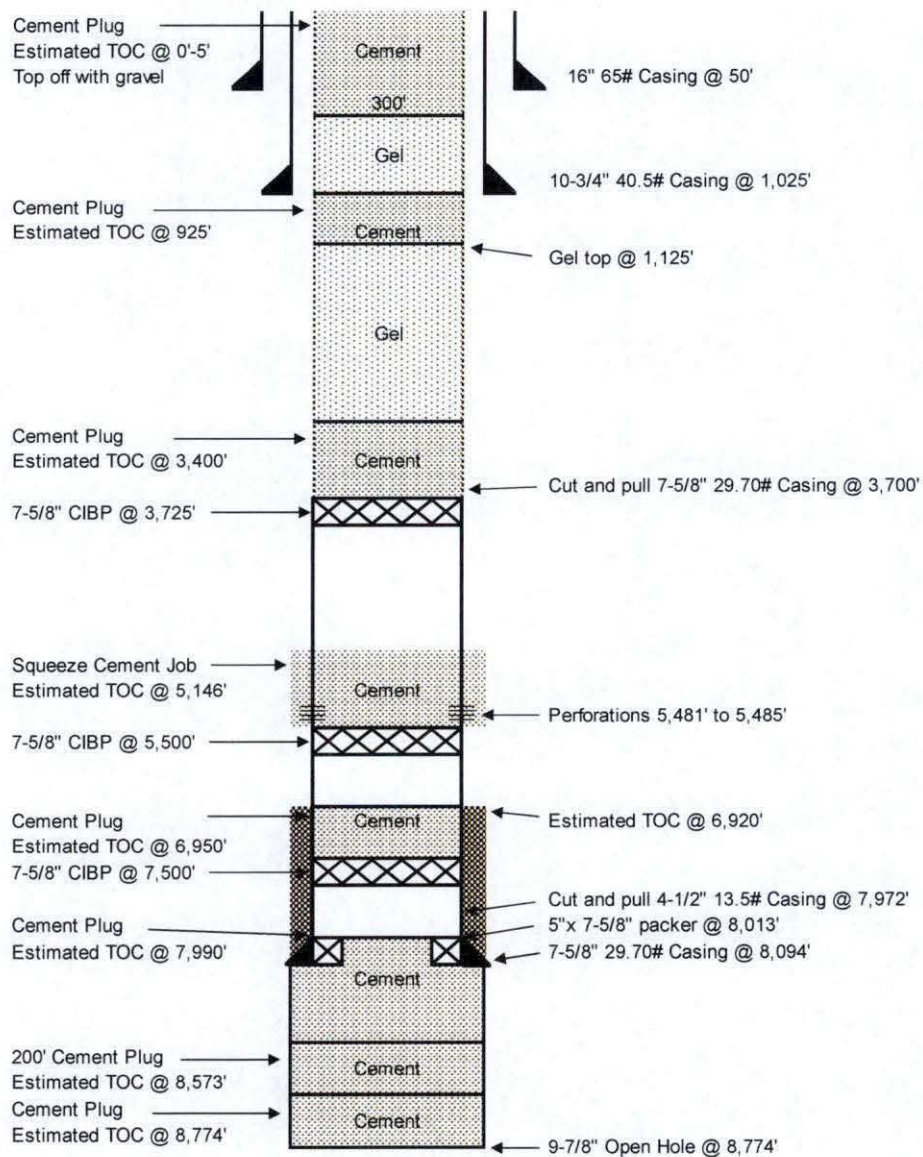 Cement Plug
Estimated TOC @ 0'-5'
Top off with gravel
Cement
16" 65# Casing @ 50'
300'
Gel
10-3/4" 40.5# Casing @ 1,025'
Cement Plug
Estimated TOC @ 925'
Cement
Gel top @ 1,125'
Gel
Cement Plug
Estimated TOC @ 3,400'
Cement
Cut and pull 7-5/8" 29.70# Casing @ 3,700'
7-5/8" CIBP @ 3,725'
Squeeze Cement Job
Estimated TOC @ 5,146'
Cement
Perforations 5,481' to 5,485'
7-5/8" CIBP @ 5,500'
Cement Plug
Estimated TOC @ 6,950'
Cement
Estimated TOC @ 6,920'
7-5/8" CIBP @ 7,500'
Cut and pull 4-1/2" 13.5# Casing @ 7,972'
Cement Plug
Estimated TOC @ 7,990'
5"x 7-5/8" packer @ 8,013'
7-5/8" 29.70# Casing @ 8,094'
Cement
200' Cement Plug
Estimated TOC @ 8,573'
Cement
Cement Plug
Estimated TOC @ 8,774'
Cement
9-7/8" Open Hole @ 8,774'